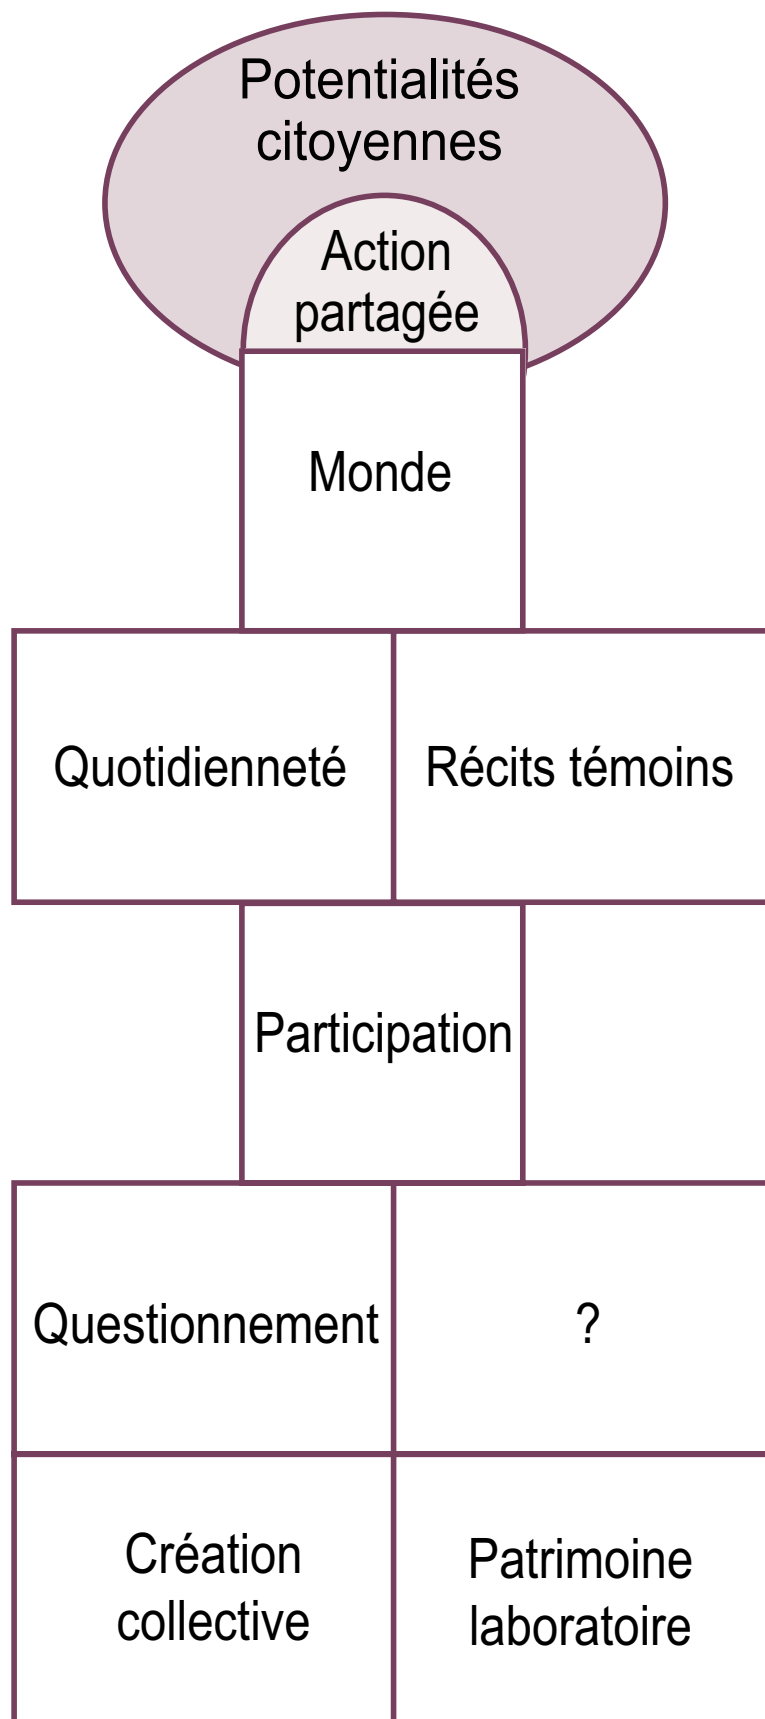 Potentialités
citoyennes
Action
partagée
Monde
Quotidienneté
Récits témoins
Participation
Questionnement
?
Création
collective
Patrimoine
laboratoire